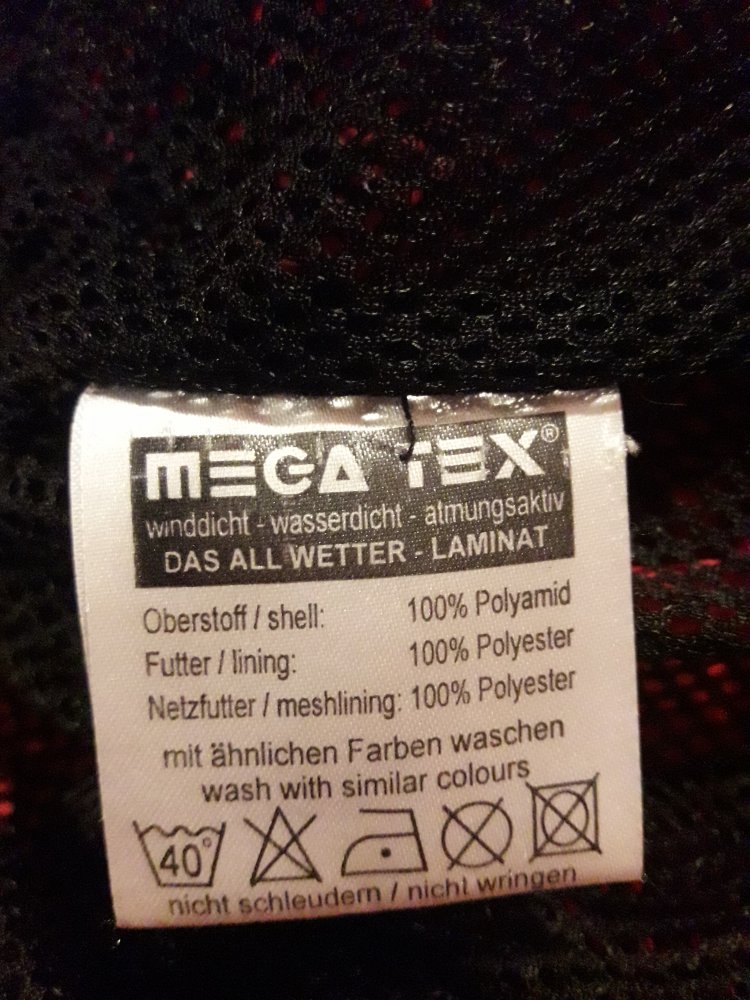 MEGA TEX®
winddicht - wasserdicht - atmungsaktiv
DAS ALL WETTER - LAMINAT
Oberstoff / shell: 100% Polyamid
Futter / lining: 100% Polyester
Netzfutter / meshlining: 100% Polyester
mit ähnlichen Farben waschen
wash with similar colours
40°
nicht schleudern / nicht wringen